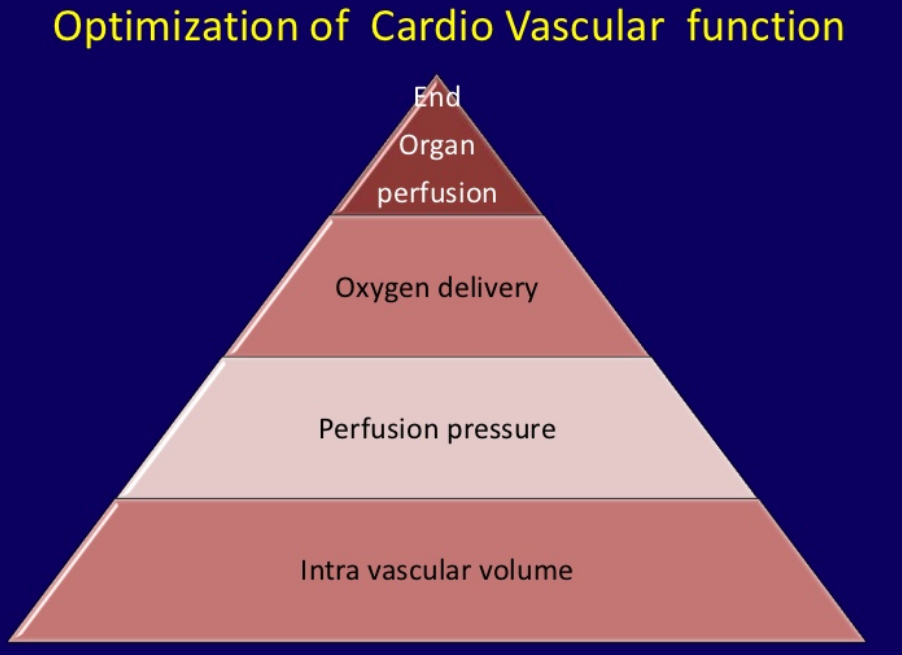 Optimization of Cardio Vascular function
End
Organ
perfusion
Oxygen delivery
Perfusion pressure
Intra vascular volume